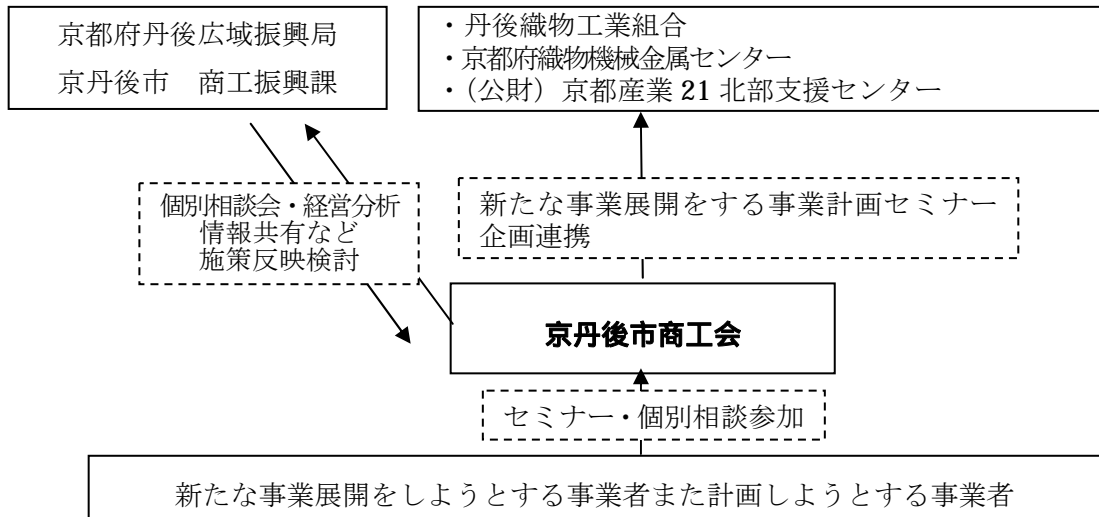 京都府丹後広域振興局
京丹後市　商工振興課
・丹後織物工業組合
・京都府織物機械金属センター
・（公財）京都産業 21 北部支援センター
個別相談会・経営分析
情報共有など
施策反映検討
新たな事業展開をする事業計画セミナー
企画連携
京丹後市商工会
セミナー・個別相談参加
新たな事業展開をしようとする事業者また計画しようとする事業者